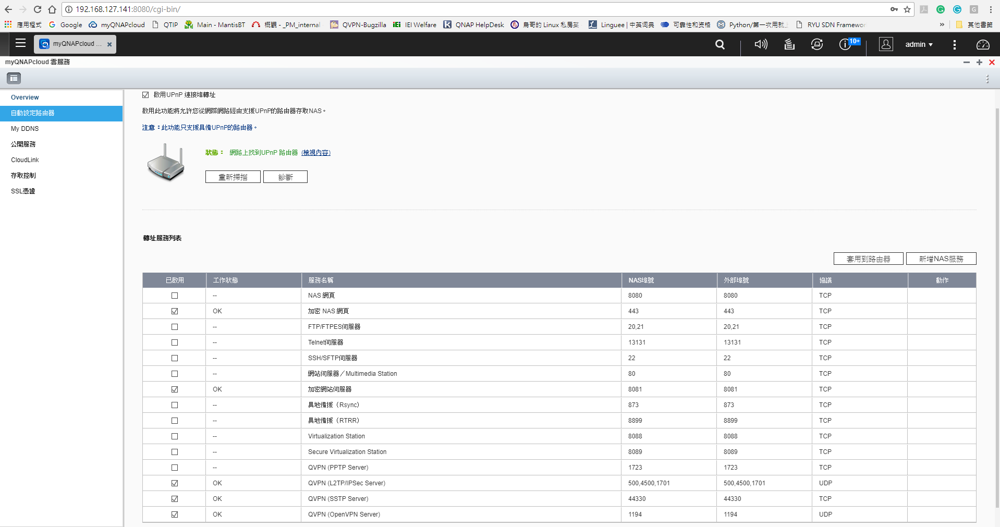 192.168.127.141:8080/cgi-bin/
應用程式 Google myQNAPcloud QTIP Main - MantisBT 概觀 - _PM_internal QVPN-Bugzilla iEi IEI Welfare QNAP HelpDesk 鳥哥的 Linux 私房菜 Linguee | 中英词典 可靠性和资格 Python/第一次用就上 RYU SDN Framewor » 其他書籤
myQNAPcloud ... 10+ admin
myQNAPcloud 雲服務
Overview
自動設定路由器
My DDNS
公開服務
CloudLink
存取控制
SSL憑證
啟用UPnP 連接埠轉址
啟用此功能將允許您從網際網路經由支援UPnP的路由器存取NAS。
注意：此功能只支援具備UPnP的路由器。
狀態： 網路上找到UPnP 路由器 (檢視內容)
重新掃描 診斷
轉址服務列表
套用到路由器 新增NAS服務
已啟用 工作狀態 服務名稱 NAS埠號 外部埠號 協議 動作
-- NAS 網頁 8080 8080 TCP
OK 加密 NAS 網頁 443 443 TCP
-- FTP/FTPES伺服器 20,21 20,21 TCP
-- Telnet伺服器 13131 13131 TCP
-- SSH/SFTP伺服器 22 22 TCP
-- 網站伺服器／Multimedia Station 80 80 TCP
OK 加密網站伺服器 8081 8081 TCP
-- 異地備援（Rsync） 873 873 TCP
-- 異地備援（RTRR） 8899 8899 TCP
-- Virtualization Station 8088 8088 TCP
-- Secure Virtualization Station 8089 8089 TCP
-- QVPN (PPTP Server) 1723 1723 TCP
OK QVPN (L2TP/IPSec Server) 500,4500,1701 500,4500,1701 UDP
OK QVPN (SSTP Server) 44330 44330 TCP
OK QVPN (OpenVPN Server) 1194 1194 UDP